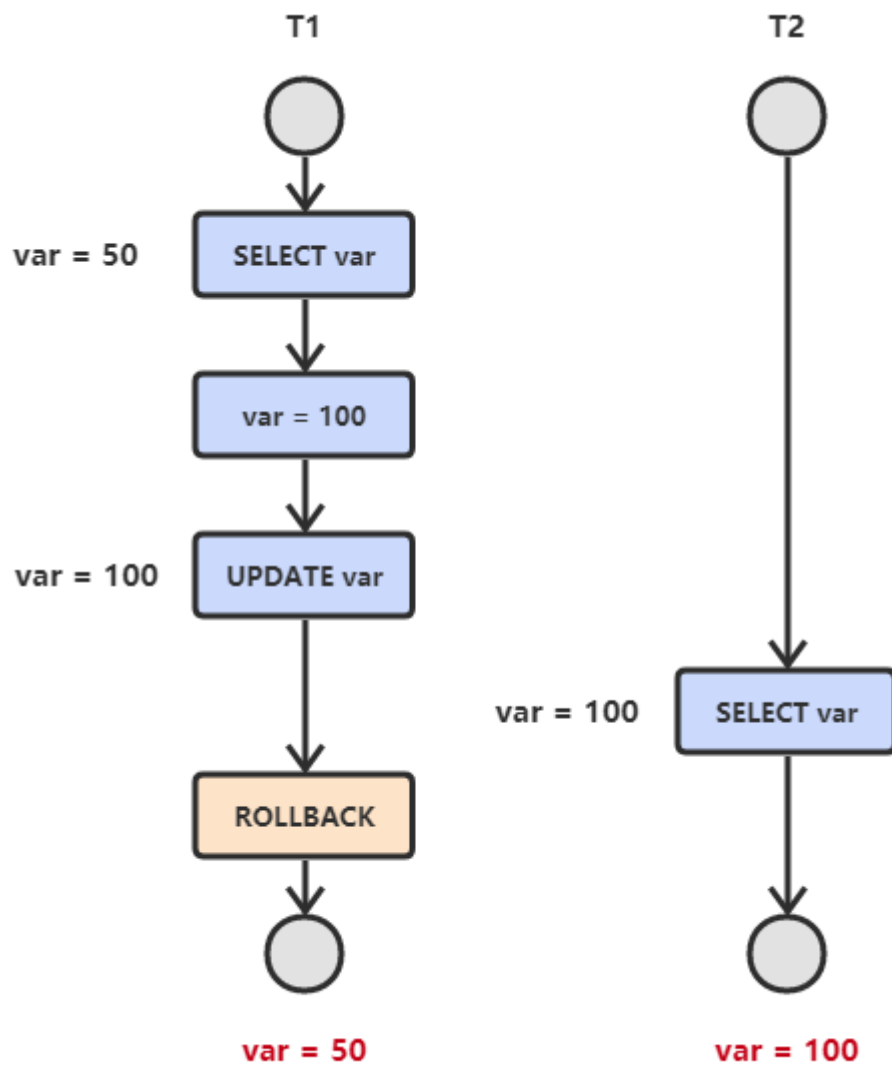 T1
T2
var = 50
SELECT var
var = 100
var = 100
UPDATE var
var = 100
SELECT var
ROLLBACK
var = 50
var = 100